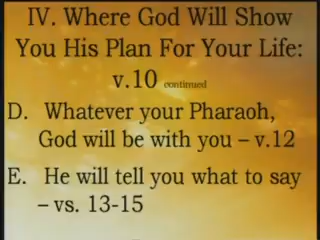 IV. Where God Will Show
You His Plan For Your Life:
v.10 continued
D. Whatever your Pharaoh,
God will be with you – v.12
E. He will tell you what to say
– vs. 13-15